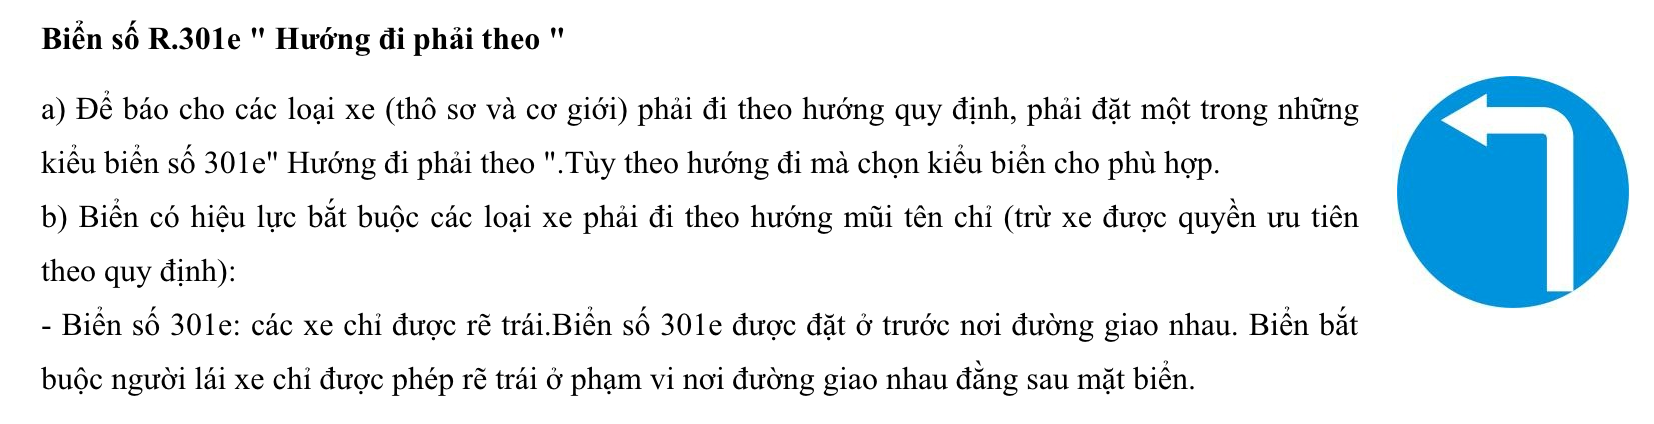 Biển số R.301e " Hướng đi phải theo "
a) Để báo cho các loại xe (thô sơ và cơ giới) phải đi theo hướng quy định, phải đặt một trong những
kiểu biển số 301e" Hướng đi phải theo ".Tùy theo hướng đi mà chọn kiểu biển cho phù hợp.
b) Biển có hiệu lực bắt buộc các loại xe phải đi theo hướng mũi tên chỉ (trừ xe được quyền ưu tiên
theo quy định):
- Biển số 301e: các xe chỉ được rẽ trái.Biển số 301e được đặt ở trước nơi đường giao nhau. Biển bắt
buộc người lái xe chỉ được phép rẽ trái ở phạm vi nơi đường giao nhau đằng sau mặt biển.